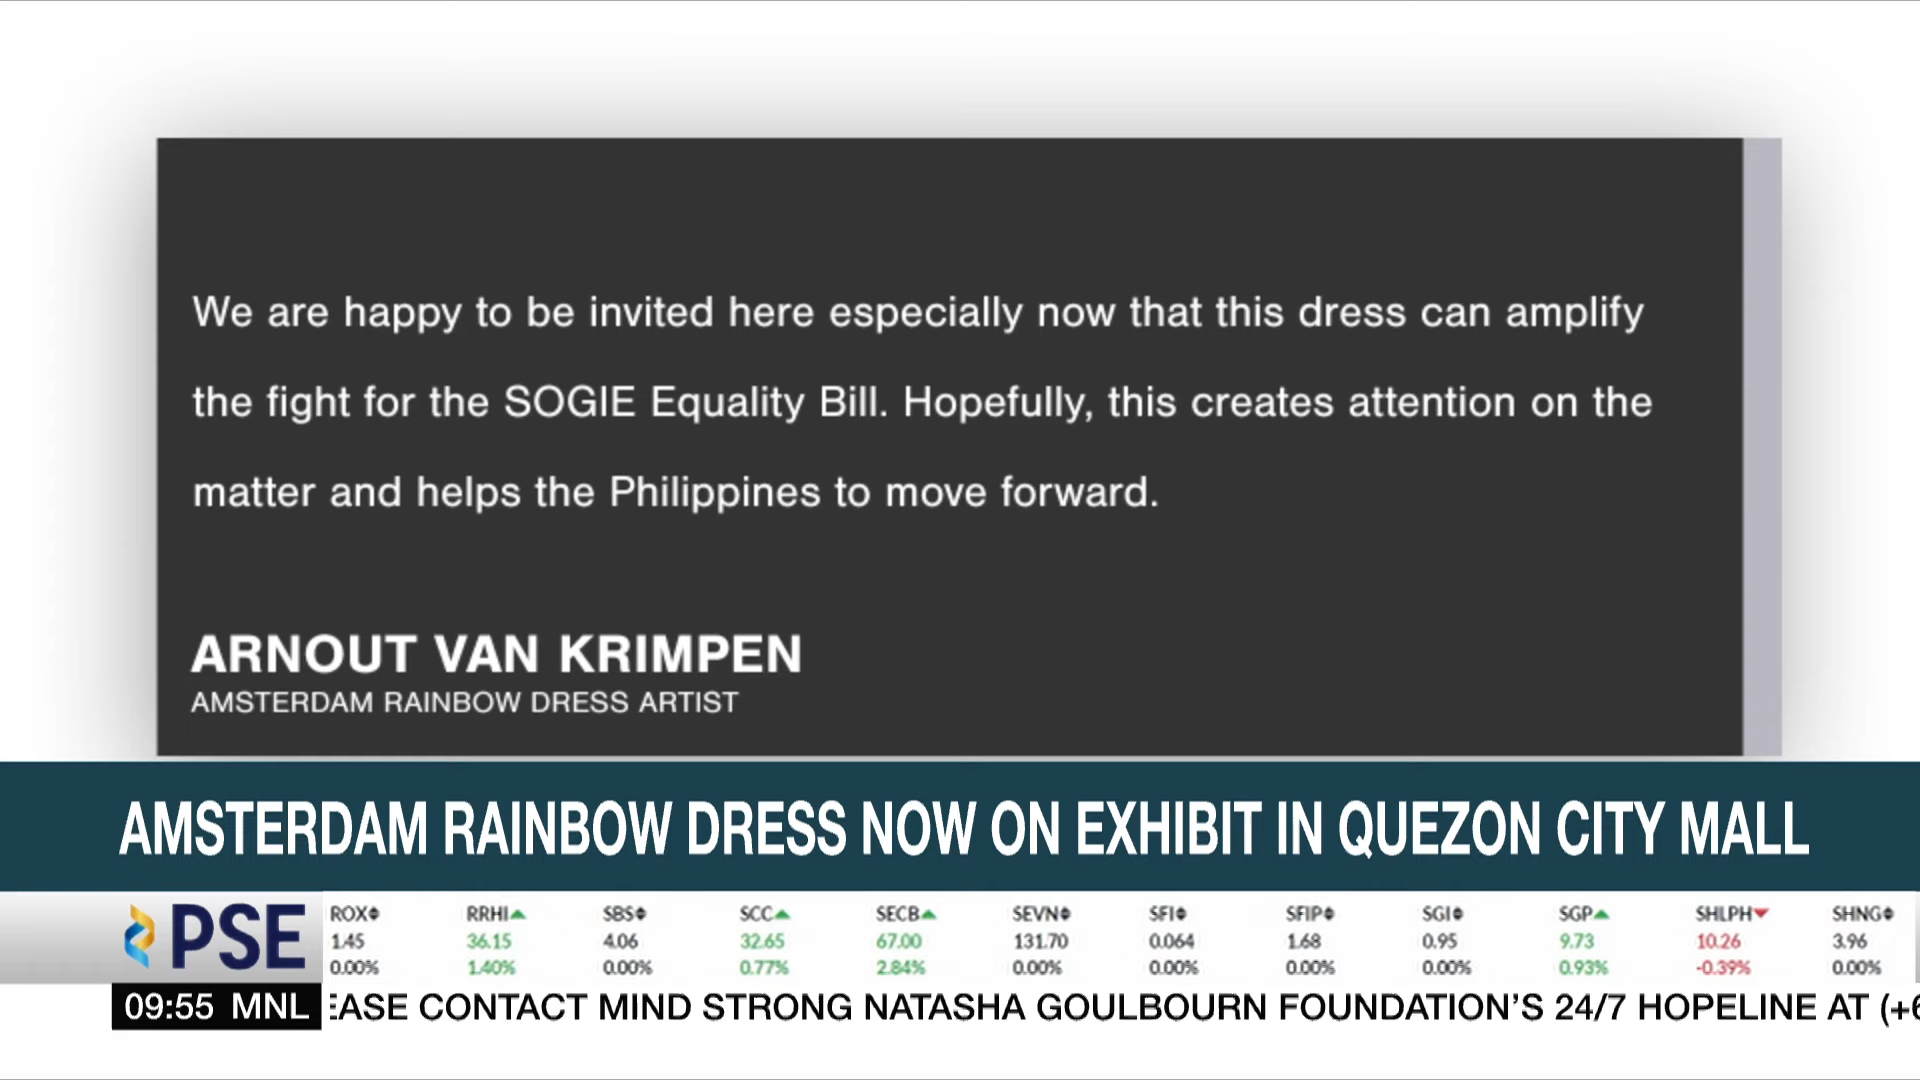 We are happy to be invited here especially now that this dress can amplify
the fight for the SOGIE Equality Bill. Hopefully, this creates attention on the
matter and helps the Philippines to move forward.
ARNOUT VAN KRIMPEN
AMSTERDAM RAINBOW DRESS ARTIST
AMSTERDAM RAINBOW DRESS NOW ON EXHIBIT IN QUEZON CITY MALL
PSE
ROX RRHI SBS SCC SECB SEVN SFI SFIP SGI SGP SHLPH SHNG
1.45 36.15 4.06 32.65 67.00 131.70 0.064 1.68 0.95 9.73 10.26 3.96
0.00% 1.40% 0.00% 0.77% 2.84% 0.00% 0.00% 0.00% 0.00% 0.93% -0.39% 0.00%
09:55 MNL EASE CONTACT MIND STRONG NATASHA GOULBOURN FOUNDATION'S 24/7 HOPELINE AT (+6